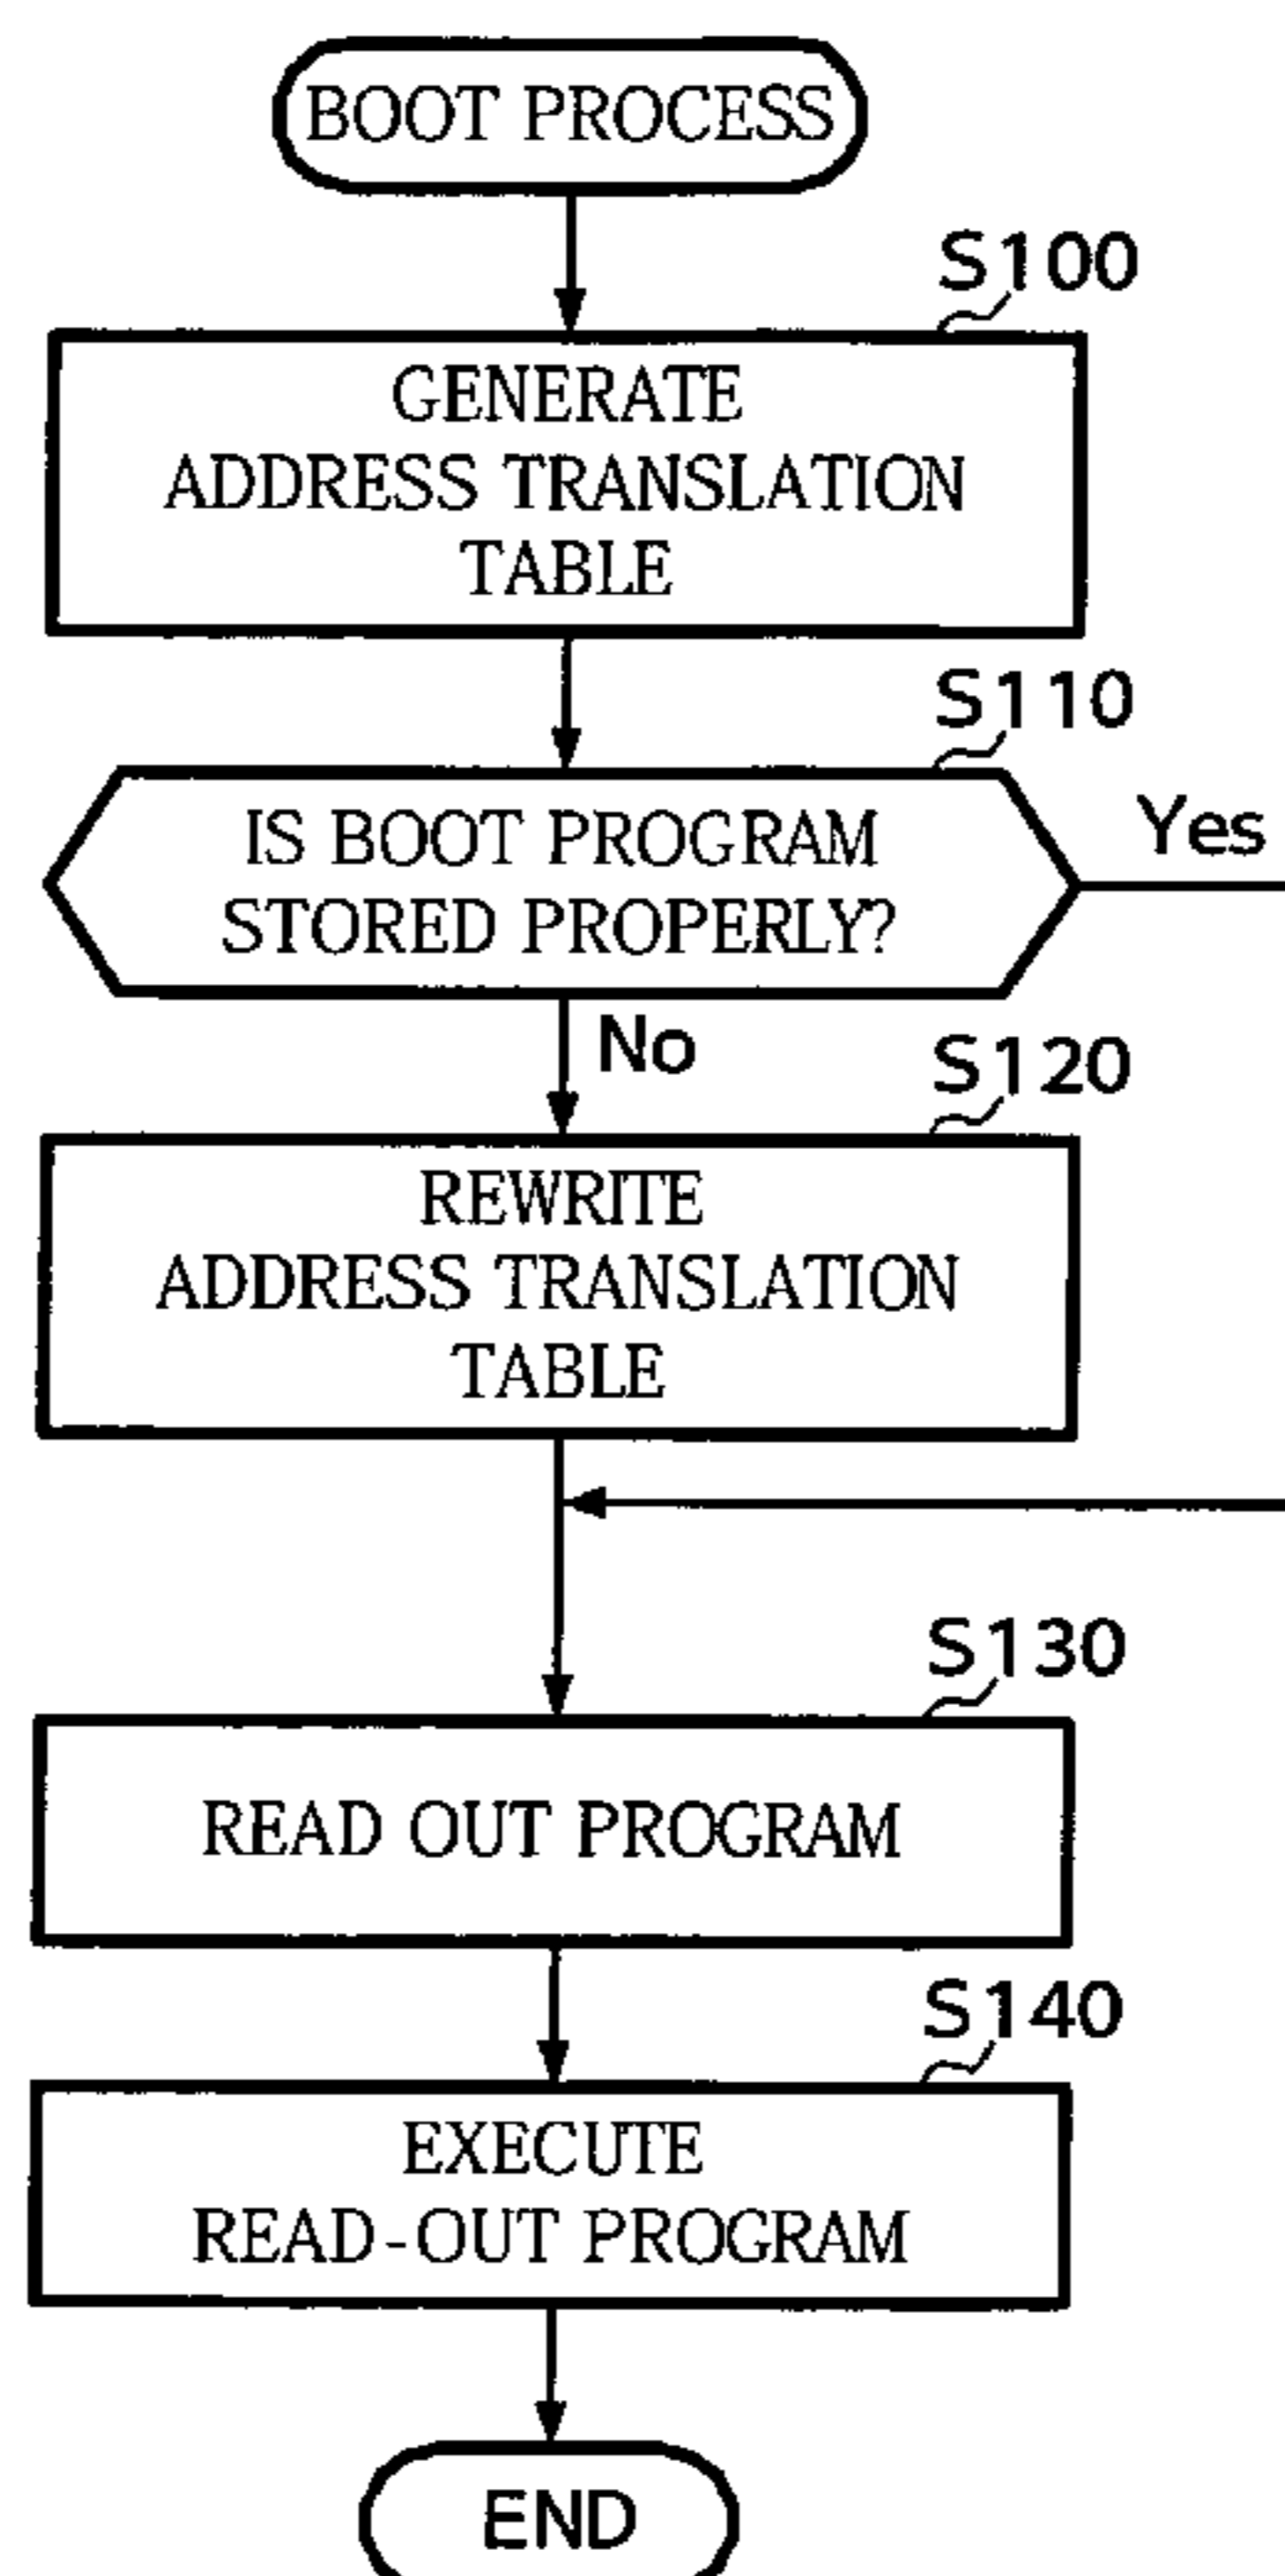 BOOT PROCESS
S100
GENERATE
ADDRESS TRANSLATION
TABLE
S110
IS BOOT PROGRAM
STORED PROPERLY?
Yes
No
S120
REWRITE
ADDRESS TRANSLATION
TABLE
S130
READ OUT PROGRAM
S140
EXECUTE
READ-OUT PROGRAM
END